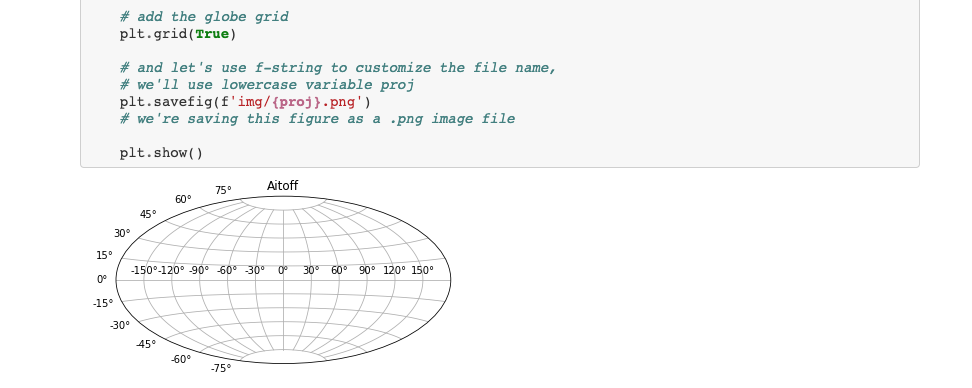 # add the globe grid
plt.grid(True)
# and let's use f-string to customize the file name,
# we'll use lowercase variable proj
plt.savefig(f'img/{proj}.png')
# we're saving this figure as a .png image file
plt.show()
Aitoff
75°
60°
45°
30°
15°
-150° -120° -90° -60° -30° 0° 30° 60° 90° 120° 150°
0°
-15°
-30°
-45°
-60°
-75°